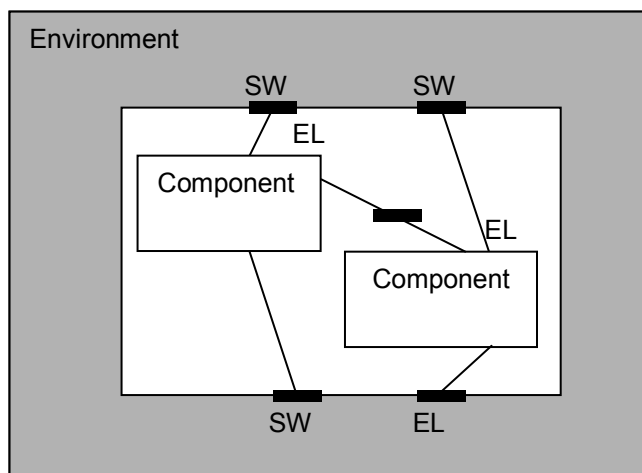 Environment
SW SW
EL
Component
EL
Component
SW EL